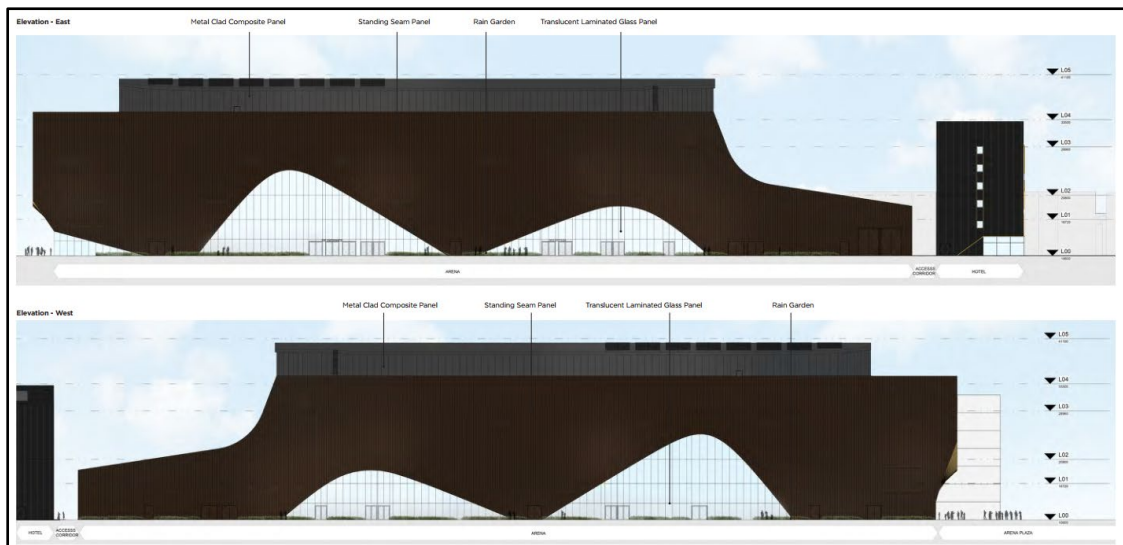 Elevation - East
Metal Clad Composite Panel
Standing Seam Panel
Rain Garden
Translucent Laminated Glass Panel
L05
L04
L03
L02
L01
L00
ARENA
ACCESSS
CORRIDOR
HOTEL
Elevation - West
Metal Clad Composite Panel
Standing Seam Panel
Translucent Laminated Glass Panel
Rain Garden
L05
L04
L03
L02
L01
L00
HOTEL
ACCESSS
CORRIDOR
ARENA
ARENA PLAZA